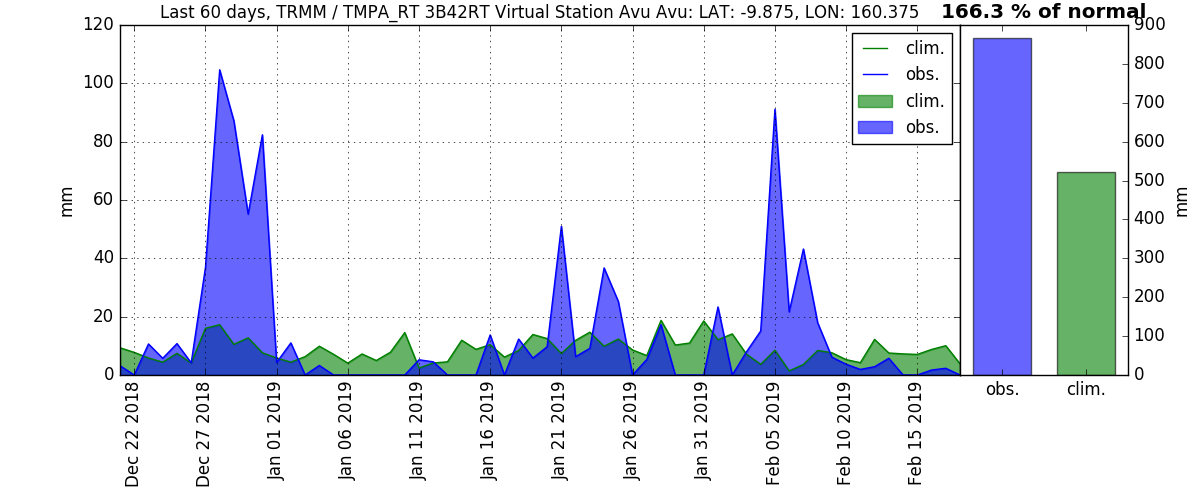 Last 60 days, TRMM / TMPA_RT 3B42RT Virtual Station Avu Avu: LAT: -9.875, LON: 160.375
166.3 % of normal
120
100
80
60
40
20
0
mm
clim.
obs.
clim.
obs.
900
800
700
600
500
400
300
200
100
0
mm
obs.
clim.
Dec 22 2018
Dec 27 2018
Jan 01 2019
Jan 06 2019
Jan 11 2019
Jan 16 2019
Jan 21 2019
Jan 26 2019
Jan 31 2019
Feb 05 2019
Feb 10 2019
Feb 15 2019